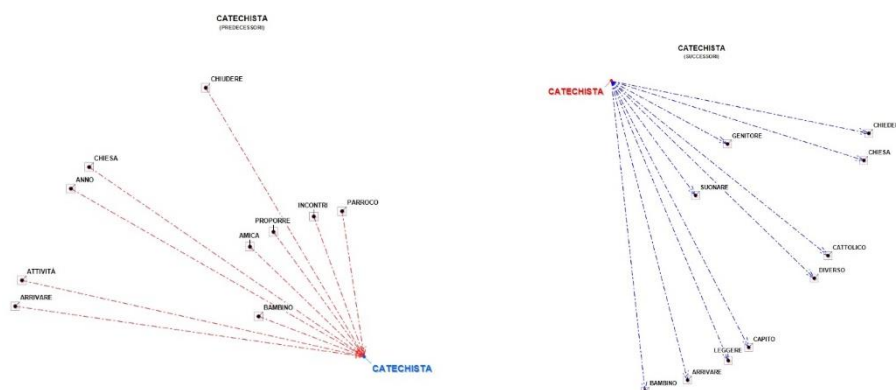 CATECHISTA
(PREDECESSORI)
CHIUDERE
CHIESA
ANNO
INCONTRI
PARROCO
PROPORRE
AMICA
ATTIVITÀ
ARRIVARE
BAMBINO
CATECHISTA
CATECHISTA
(SUCCESSORI)
CATECHISTA
CHIEDER
GENITORE
CHIESA
SUONARE
CATTOLICO
DIVERSO
CAPITO
LEGGERE
ARRIVARE
BAMBINO